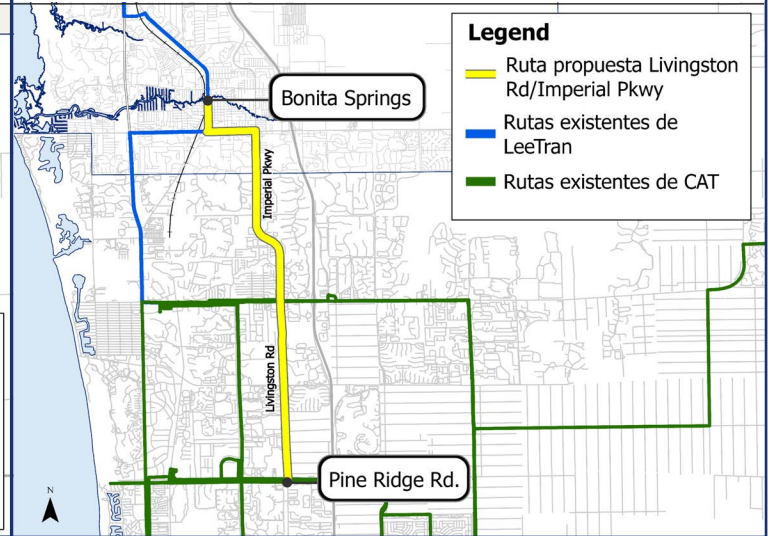 Legend
Ruta propuesta Livingston
Rd/Imperial Pkwy
Rutas existentes de
LeeTran
Rutas existentes de CAT
Bonita Springs
Imperial Pkwy
Livingston Rd
Pine Ridge Rd.
N